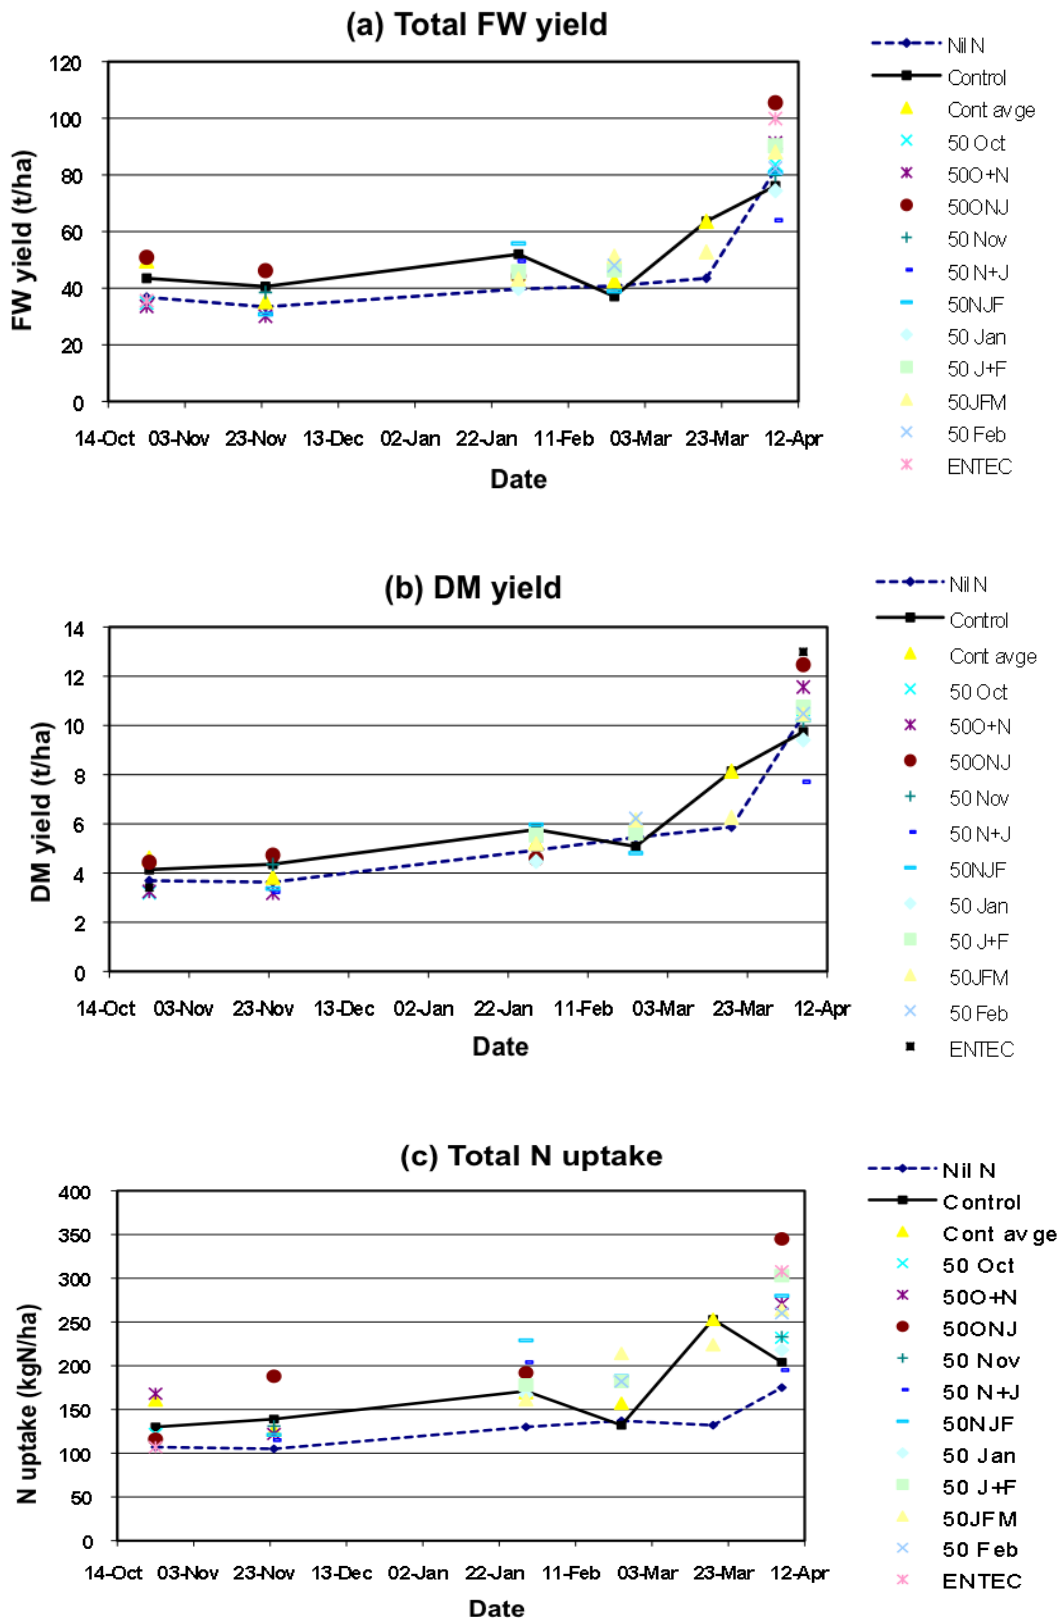 (a) Total FW yield
FW yield (t/ha)
120
100
80
60
40
20
0
14-Oct 03-Nov 23-Nov 13-Dec 02-Jan 22-Jan 11-Feb 03-Mar 23-Mar 12-Apr
Date
Nil N
Control
Cont avge
50 Oct
50O+N
50ONJ
50 Nov
50 N+J
50NJF
50 Jan
50 J+F
50JFM
50 Feb
ENTEC
(b) DM yield
DM yield (t/ha)
14
12
10
8
6
4
2
0
14-Oct 03-Nov 23-Nov 13-Dec 02-Jan 22-Jan 11-Feb 03-Mar 23-Mar 12-Apr
Date
Nil N
Control
Cont avge
50 Oct
50O+N
50ONJ
50 Nov
50 N+J
50NJF
50 Jan
50 J+F
50JFM
50 Feb
ENTEC
(c) Total N uptake
N uptake (kgN/ha)
400
350
300
250
200
150
100
50
0
14-Oct 03-Nov 23-Nov 13-Dec 02-Jan 22-Jan 11-Feb 03-Mar 23-Mar 12-Apr
Date
Nil N
Control
Cont avge
50 Oct
50O+N
50ONJ
50 Nov
50 N+J
50NJF
50 Jan
50 J+F
50JFM
50 Feb
ENTEC